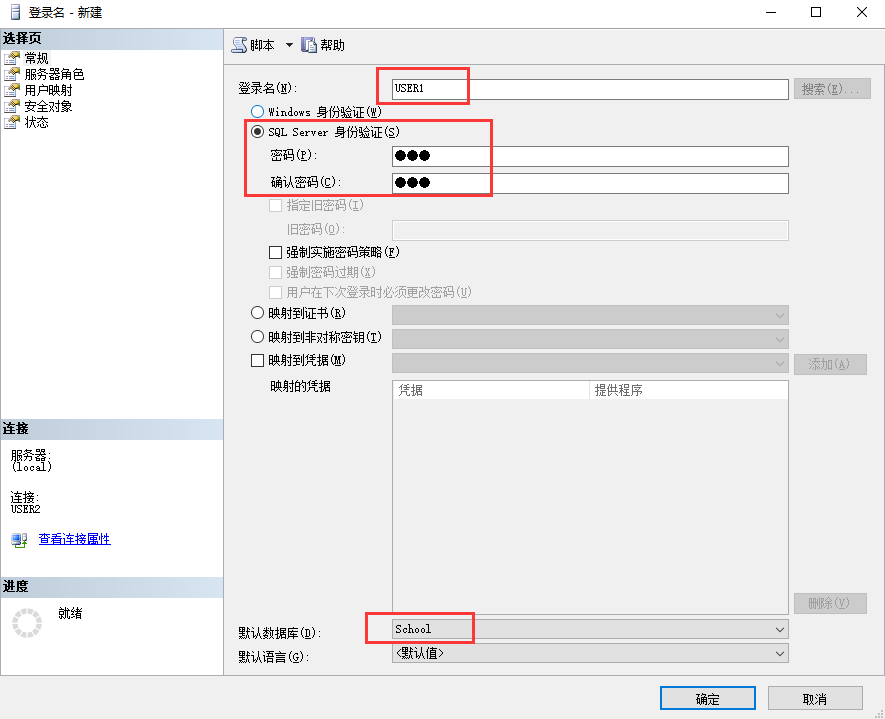 登录名 - 新建
选择页
常规
服务器角色
用户映射
安全对象
状态
连接
服务器:
(local)
连接:
USER2
查看连接属性
进度
就绪
脚本 帮助
登录名(N): USER1 搜索(E)...
Windows 身份验证(W)
SQL Server 身份验证(S)
密码(P): ●●●
确认密码(C): ●●●
指定旧密码(I)
旧密码(O):
强制实施密码策略(F)
强制密码过期(X)
用户在下次登录时必须更改密码(U)
映射到证书(R)
映射到非对称密钥(T)
映射到凭据(M) 添加(A)
映射的凭据 凭据 提供程序
删除(V)
默认数据库(D): School
默认语言(G): <默认值>
确定 取消